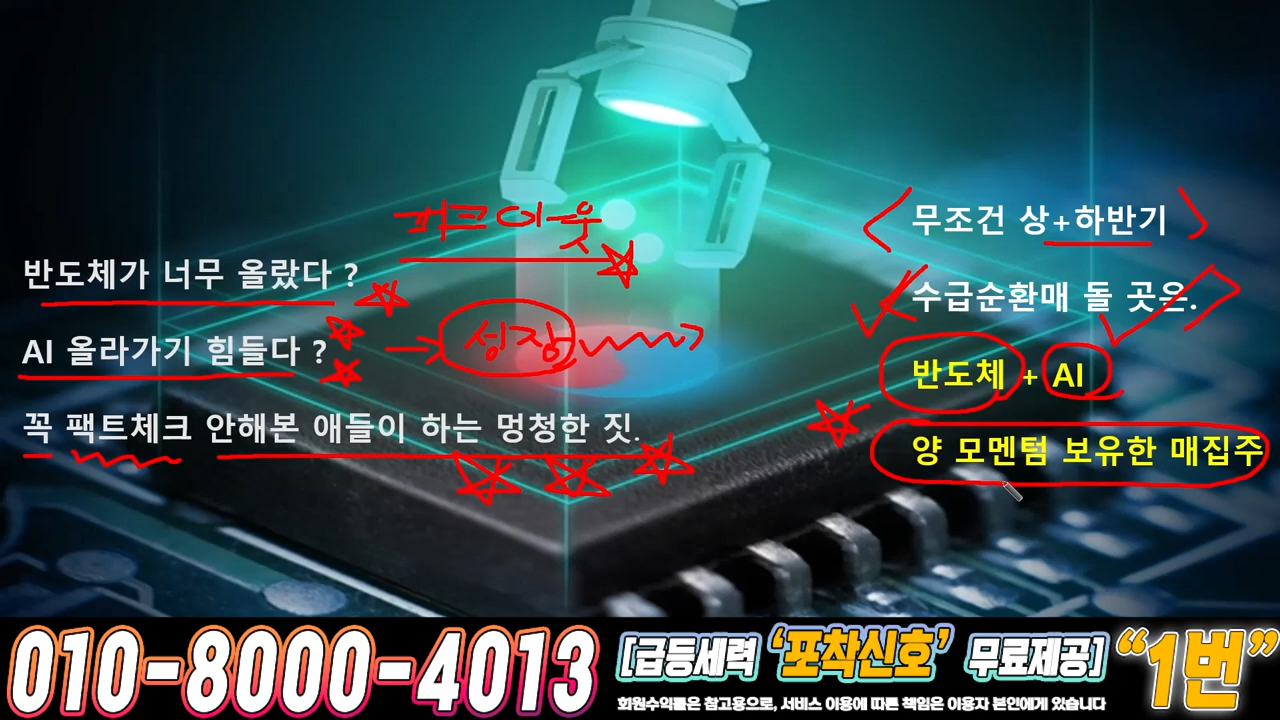 피크아웃
반도체가 너무 올랐다 ?
AI 올라가기 힘들다 ?
성장
꼭 팩트체크 안해본 애들이 하는 멍청한 짓.
무조건 상+하반기
수급순환매 돌 곳은.
반도체 + AI
양 모멘텀 보유한 매집주
010-8000-4013
[급등세력 '포착신호' 무료제공] "1번"
회원수익률은 참고용으로, 서비스 이용에 따른 책임은 이용자 본인에게 있습니다